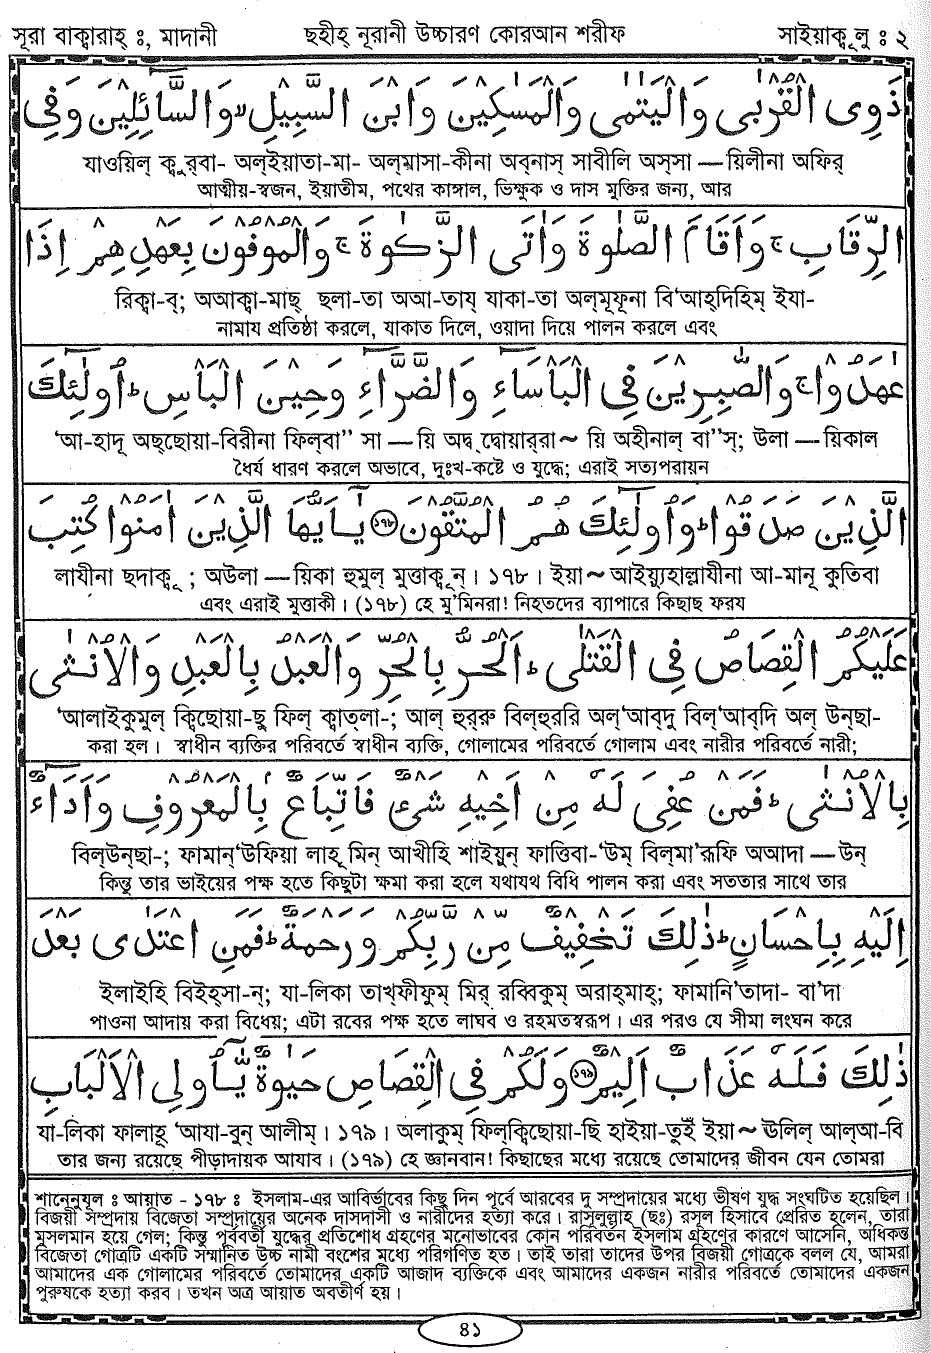 সূরা বাক্বারাহ্ ঃ, মাদানী ছহীহ্ নূরানী উচ্চারণ কোরআন শরীফ সাইয়াক্বূলু ঃ ২
ذَوِى الْقُرْبٰى وَالْيَتٰمٰى وَالْمَسٰكِيْنَ وَابْنَ السَّبِيْلِ ۙ وَالسَّآئِلِيْنَ وَفِى
যাওয়িল্ ক্বূর্বা- অল্ইয়াতা-মা- অল্মাসা-কীনা অব্নাস্ সাবীলি অস্সা — য়িলীনা অফির্
আত্মীয়-স্বজন, ইয়াতীম, পথের কাঙ্গাল, ভিক্ষুক ও দাস মুক্তির জন্য, আর
الرِّقَابِ ۚ وَاَقَامَ الصَّلٰوةَ وَاٰتَى الزَّكٰوةَ ۚ وَالْمُوْفُوْنَ بِعَهْدِهِمْ اِذَا
রিক্বা-ব্; অআক্বা-মাছ্ ছলা-তা অআ-তায্ যাকা-তা অল্মূফূনা বি'আহ্দিহিম্ ইযা-
নামায প্রতিষ্ঠা করলে, যাকাত দিলে, ওয়াদা দিয়ে পালন করলে এবং
عٰهَدُوْا ۚ وَالصّٰبِرِيْنَ فِى الْبَاْسَآءِ وَالضَّرَّآءِ وَحِيْنَ الْبَاْسِ ؕ اُولٰٓئِكَ
'আ-হাদূ অছ্ছোয়া-বিরীনা ফিল্বা" সা — য়ি অদ্ব দ্বোয়ার্রা ~ য়ি অহীনাল্ বা"স্; উলা — য়িকাল
ধৈর্য ধারণ করলে অভাবে, দুঃখ-কষ্টে ও যুদ্ধে; এরাই সত্যপরায়ন
الَّذِيْنَ صَدَقُوْا ؕ وَاُولٰٓئِكَ هُمُ الْمُتَّقُوْنَ ১৭৮ يٰٓاَيُّهَا الَّذِيْنَ اٰمَنُوْا كُتِبَ
লাযীনা ছদাক্বূ ; অউলা — য়িকা হুমুল্ মুত্তাক্বূন্ । ১৭৮ । ইয়া ~ আইয়্যুহাল্লাযীনা আ-মানূ কুতিবা
এবং এরাই মুত্তাকী । (১৭৮) হে মু'মিনরা! নিহতদের ব্যাপারে কিছাছ ফরয
عَلَيْكُمُ الْقِصَاصُ فِى الْقَتْلٰى ؕ اَلْحُرُّ بِالْحُرِّ وَالْعَبْدُ بِالْعَبْدِ وَالْاُنْثٰى
'আলাইকুমুল্ ক্বিছোয়া-ছু ফিল্ ক্বাত্লা-; আল্ হুর্রু বিল্হুররি অল্'আব্দু বিল্'আব্দি অল্ উন্ছা-
করা হল । স্বাধীন ব্যক্তির পরিবর্তে স্বাধীন ব্যক্তি, গোলামের পরিবর্তে গোলাম এবং নারীর পরিবর্তে নারী;
بِالْاُنْثٰى ؕ فَمَنْ عُفِىَ لَهٗ مِنْ اَخِيْهِ شَىْءٌ فَاتِّبَاعٌ ۢ بِالْمَعْرُوْفِ وَاَدَآءٌ
বিল্উন্ছা-; ফামান্'উফিয়া লাহূ মিন্ আখীহি শাইয়ুন্ ফাত্তিবা-'উম্ বিল্মা'রূফি অআদা — উন্
কিন্তু তার ভাইয়ের পক্ষ হতে কিছুটা ক্ষমা করা হলে যথাযথ বিধি পালন করা এবং সততার সাথে তার
اِلَيْهِ بِاِحْسَانٍ ؕ ذٰلِكَ تَخْفِيْفٌ مِّنْ رَّبِّكُمْ وَرَحْمَةٌ ؕ فَمَنِ اعْتَدٰى بَعْدَ
ইলাইহি বিইহ্সা-ন্; যা-লিকা তাখ্ফীফুম্ মির্ রব্বিকুম্ অরাহ্মাহ্; ফামানি'তাদা- বা'দা
পাওনা আদায় করা বিধেয়; এটা রবের পক্ষ হতে লাঘব ও রহমতস্বরূপ । এর পরও যে সীমা লংঘন করে
ذٰلِكَ فَلَهٗ عَذَابٌ اَلِيْمٌ ১৭৯ وَلَكُمْ فِى الْقِصَاصِ حَيٰوةٌ يّٰٓاُولِى الْاَلْبَابِ
যা-লিকা ফালাহূ 'আযা-বুন্ আলীম্ । ১৭৯ । অলাকুম্ ফিল্ক্বিছোয়া-ছি হাইয়া-তুইঁ ইয়া ~ ঊলিল্ আল্আ-বি
তার জন্য রয়েছে পীড়াদায়ক আযাব । (১৭৯) হে জ্ঞানবান! কিছাছের মধ্যে রয়েছে তোমাদের জীবন যেন তোমরা
শানেনুযূল ঃ আয়াত - ১৭৮ ঃ ইসলাম-এর আবির্ভাবের কিছু দিন পূর্বে আরবের দু সম্প্রদায়ের মধ্যে ভীষণ যুদ্ধ সংঘটিত হয়েছিল ।
বিজয়ী সম্প্রদায় বিজেতা সম্প্রদায়ের অনেক দাসদাসী ও নারীদের হত্যা করে । রাসূলুল্লাহ (ছঃ) রসূল হিসাবে প্রেরিত হলেন, তারা
মুসলমান হয়ে গেল; কিন্তু পূর্ববর্তী যুদ্ধের প্রতিশোধ গ্রহণের মনোভাবের কোন পরিবর্তন ইসলাম গ্রহণের কারণে আসেনি, অধিকন্ত
বিজেতা গোত্রটি একটি সম্মানিত উচ্চ নামী বংশের মধ্যে পরিগণিত হত । তাই তারা তাদের উপর বিজয়ী গোত্রকে বলল যে, আমরা
আমাদের এক গোলামের পরিবর্তে তোমাদের একটি আজাদ ব্যক্তিকে এবং আমাদের একজন নারীর পরিবর্তে তোমাদের একজন
পুরুষকে হত্যা করব । তখন অত্র আয়াত অবতীর্ণ হয় ।
৪১